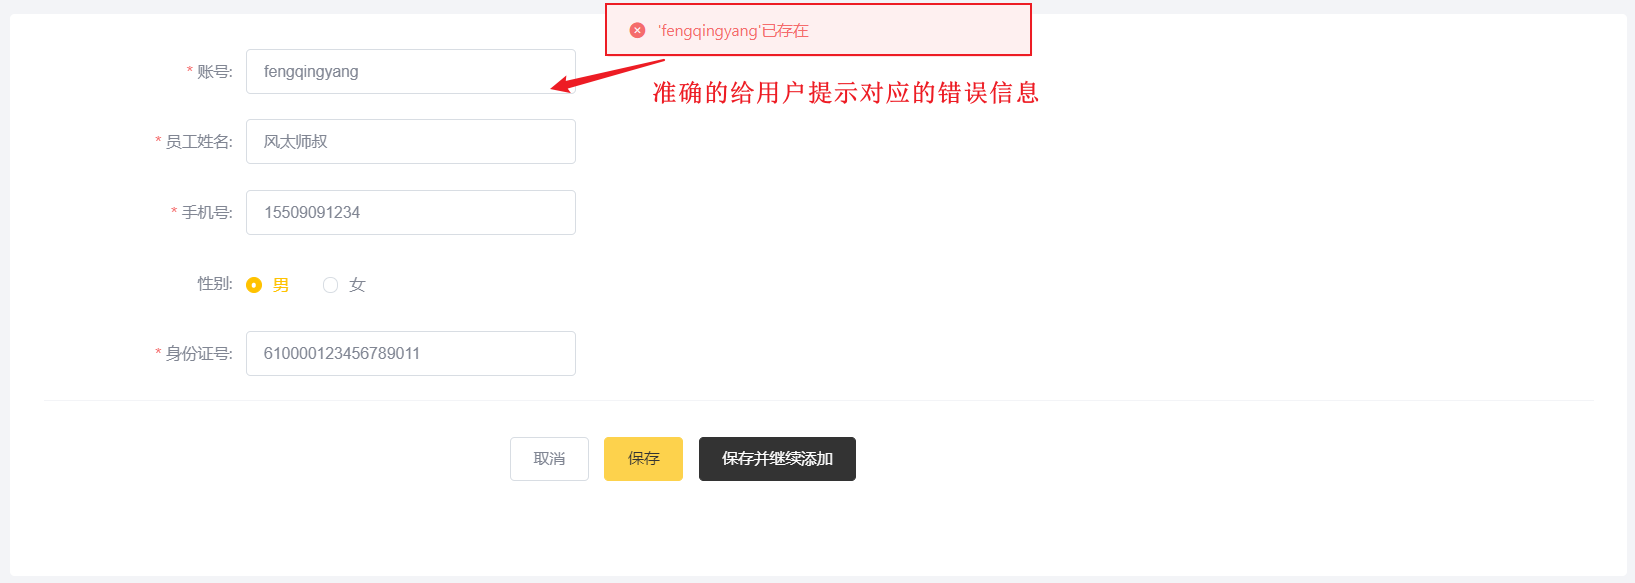 'fengqingyang'已存在
* 账号: fengqingyang
准确的给用户提示对应的错误信息
* 员工姓名: 风太师叔
* 手机号: 15509091234
性别: 男 女
* 身份证号: 610000123456789011
取消 保存 保存并继续添加